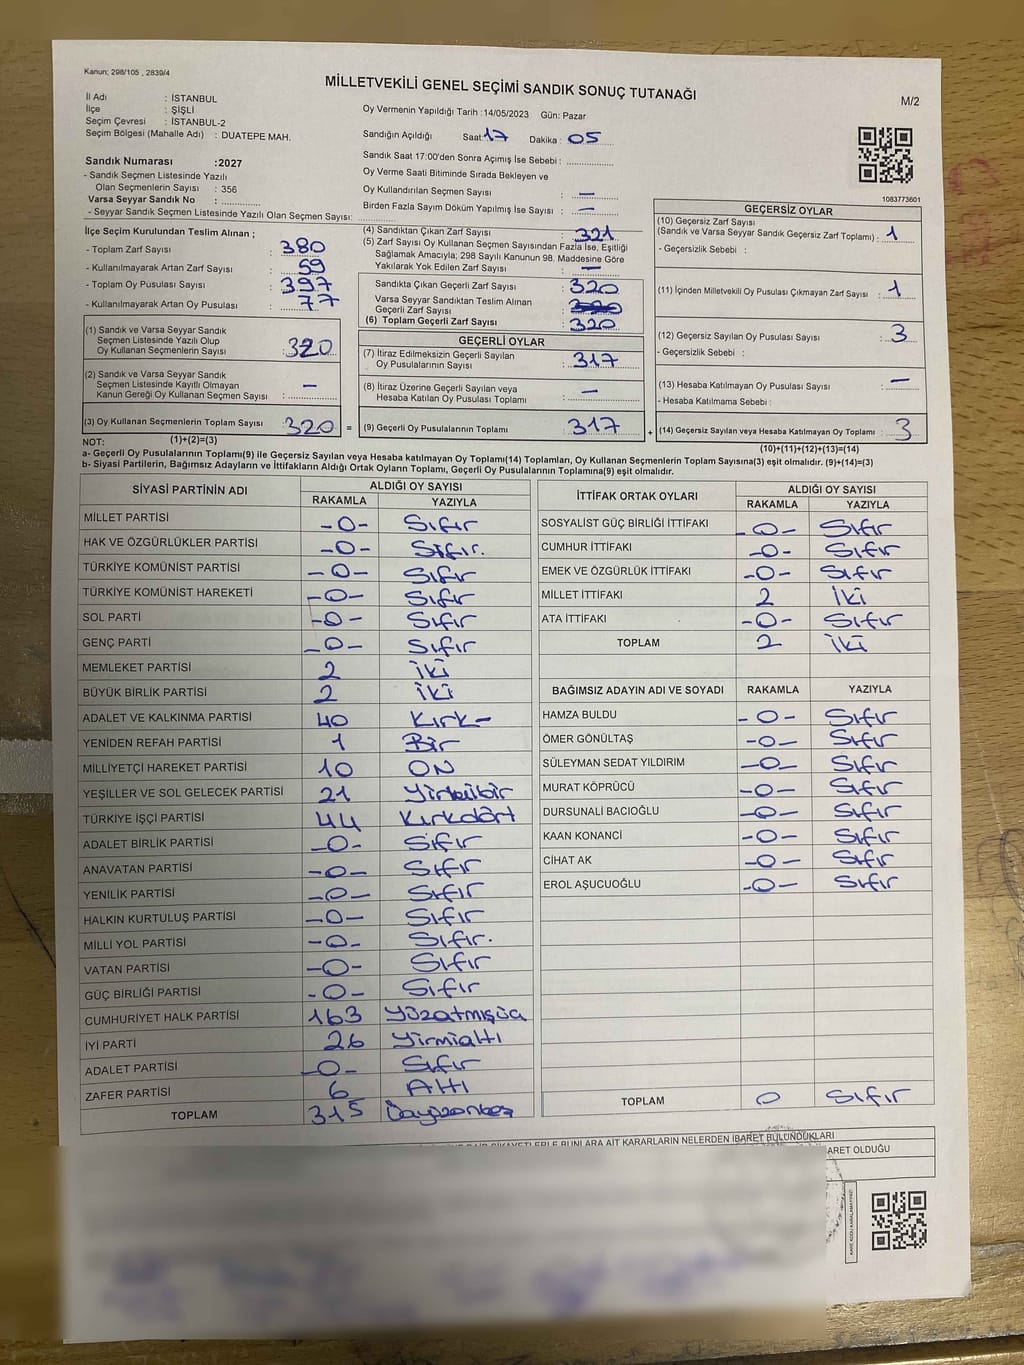 Kanun; 298/105 , 2839/4
MİLLETVEKİLİ GENEL SEÇİMİ SANDIK SONUÇ TUTANAĞI
M/2
İl Adı : İSTANBUL
İlçe : ŞİŞLİ
Seçim Çevresi : İSTANBUL-2
Seçim Bölgesi (Mahalle Adı) : DUATEPE MAH.
Sandık Numarası :2027
- Sandık Seçmen Listesinde Yazılı
Olan Seçmenlerin Sayısı : 356
Varsa Seyyar Sandık No : ..............
- Seyyar Sandık Seçmen Listesinde Yazılı Olan Seçmen Sayısı: ..............
Oy Vermenin Yapıldığı Tarih :14/05/2023 Gün: Pazar
Sandığın Açıldığı Saat 17 Dakika : 05
Sandık Saat 17:00'den Sonra Açımış İse Sebebi : ..............
Oy Verme Saati Bitiminde Sırada Bekleyen ve
Oy Kullandırılan Seçmen Sayısı : —
Birden Fazla Sayım Döküm Yapılmış İse Sayısı : —
1083773601
İlçe Seçim Kurulundan Teslim Alınan ;
- Toplam Zarf Sayısı : 380
- Kullanılmayarak Artan Zarf Sayısı : 59
- Toplam Oy Pusulası Sayısı : 397
- Kullanılmayarak Artan Oy Pusulası : 77
(4) Sandıktan Çıkan Zarf Sayısı : 321
(5) Zarf Sayısı Oy Kullanan Seçmen Sayısından Fazla İse, Eşitliği
Sağlamak Amacıyla; 298 Sayılı Kanunun 98. Maddesine Göre
Yakılarak Yok Edilen Zarf Sayısı : —
Sandıkta Çıkan Geçerli Zarf Sayısı : 320
Varsa Seyyar Sandıktan Teslim Alınan
Geçerli Zarf Sayısı :
(6) Toplam Geçerli Zarf Sayısı : 320
GEÇERSİZ OYLAR
(10) Geçersiz Zarf Sayısı
(Sandık ve Varsa Seyyar Sandık Geçersiz Zarf Toplamı) : 1
- Geçersizlik Sebebi :
(11) İçinden Milletvekili Oy Pusulası Çıkmayan Zarf Sayısı : 1
(12) Geçersiz Sayılan Oy Pusulası Sayısı : 3
- Geçersizlik Sebebi :
(13) Hesaba Katılmayan Oy Pusulası Sayısı : —
- Hesaba Katılmama Sebebi :
(1) Sandık ve Varsa Seyyar Sandık
Seçmen Listesinde Yazılı Olup
Oy Kullanan Seçmenlerin Sayısı : 320
(2) Sandık ve Varsa Seyyar Sandık
Seçmen Listesinde Kayıtlı Olmayan
Kanun Gereği Oy Kullanan Seçmen Sayısı : —
GEÇERLİ OYLAR
(7) İtiraz Edilmeksizin Geçerli Sayılan
Oy Pusulalarının Sayısı : 317
(8) İtiraz Üzerine Geçerli Sayılan veya
Hesaba Katılan Oy Pusulası Toplamı : —
(3) Oy Kullanan Seçmenlerin Toplam Sayısı : 320 = (9) Geçerli Oy Pusulalarının Toplamı : 317 + (14) Geçersiz Sayılan veya Hesaba Katılmayan Oy Toplamı : 3
NOT: (1)+(2)=(3) (10)+(11)+(12)+(13)=(14)
a- Geçerli Oy Pusulalarının Toplamı(9) ile Geçersiz Sayılan veya Hesaba katılmayan Oy Toplamı(14) Toplamları, Oy Kullanan Seçmenlerin Toplam Sayısına(3) eşit olmalıdır. (9)+(14)=(3)
b- Siyasi Partilerin, Bağımsız Adayların ve İttifakların Aldığı Ortak Oyların Toplamı, Geçerli Oy Pusulalarının Toplamına(9) eşit olmalıdır.
SİYASİ PARTİNİN ADI ALDIĞI OY SAYISI
RAKAMLA YAZIYLA
MİLLET PARTİSİ -0- Sıfır
HAK VE ÖZGÜRLÜKLER PARTİSİ -0- Sıfır.
TÜRKİYE KOMÜNİST PARTİSİ -0- Sıfır
TÜRKİYE KOMÜNİST HAREKETİ -0- Sıfır
SOL PARTİ -0- Sıfır
GENÇ PARTİ -0- Sıfır
MEMLEKET PARTİSİ 2 İki
BÜYÜK BİRLİK PARTİSİ 2 İki
ADALET VE KALKINMA PARTİSİ 40 Kırk-
YENİDEN REFAH PARTİSİ 1 Bir
MİLLİYETÇİ HAREKET PARTİSİ 10 ON
YEŞİLLER VE SOL GELECEK PARTİSİ 21
TÜRKİYE İŞÇİ PARTİSİ 44 Kırkdört
ADALET BİRLİK PARTİSİ -0- Sıfır
ANAVATAN PARTİSİ -0- Sıfır
YENİLİK PARTİSİ -0- Sıfır
HALKIN KURTULUŞ PARTİSİ -0- Sıfır
MİLLİ YOL PARTİSİ -0- Sıfır.
VATAN PARTİSİ -0- Sıfır
GÜÇ BİRLİĞİ PARTİSİ -0- Sıfır
CUMHURİYET HALK PARTİSİ 163 Yüzatmışüç
İYİ PARTİ 26 Yirmialtı
ADALET PARTİSİ -0- Sıfır
ZAFER PARTİSİ 6 Altı
TOPLAM 315
İTTİFAK ORTAK OYLARI ALDIĞI OY SAYISI
RAKAMLA YAZIYLA
SOSYALİST GÜÇ BİRLİĞİ İTTİFAKI -0- Sıfır
CUMHUR İTTİFAKI -0- Sıfır
EMEK VE ÖZGÜRLÜK İTTİFAKI -0- Sıfır
MİLLET İTTİFAKI 2 İki
ATA İTTİFAKI -0- Sıfır
TOPLAM 2 İki
BAĞIMSIZ ADAYIN ADI VE SOYADI RAKAMLA YAZIYLA
HAMZA BULDU -0- Sıfır
ÖMER GÖNÜLTAŞ -0- Sıfır
SÜLEYMAN SEDAT YILDIRIM -0- Sıfır
MURAT KÖPRÜCÜ -0- Sıfır
DURSUNALİ BACIOĞLU -0- Sıfır
KAAN KONANCİ -0- Sıfır
CİHAT AK -0- Sıfır
EROL AŞUCUOĞLU -0- Sıfır
TOPLAM 0 Sıfır
BUNLARA AİT KARARLARIN NELERDEN İBARET BULUNDUKLARI
ARET OLDUĞU